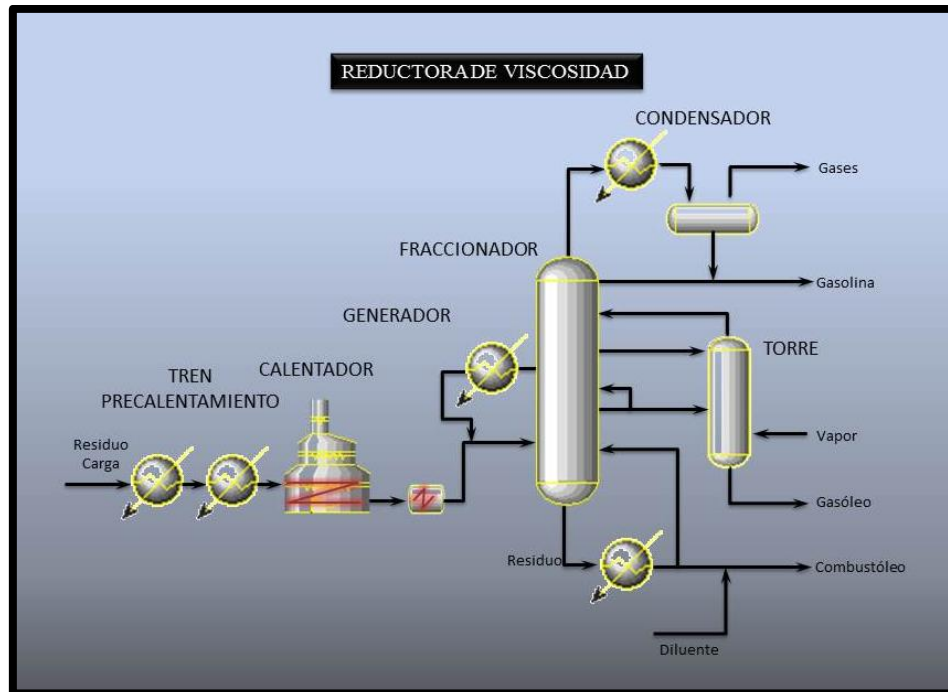 REDUCTORA DE VISCOSIDAD
CONDENSADOR
Gases
FRACCIONADOR
Gasolina
GENERADOR
TORRE
CALENTADOR
TREN
PRECALENTAMIENTO
Residuo
Carga
Vapor
Gasóleo
Residuo
Combustóleo
Diluente